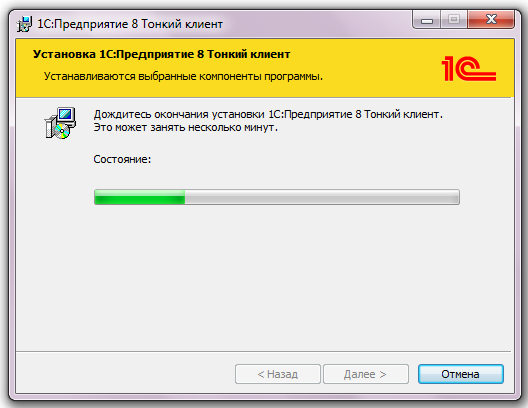 1С:Предприятие 8 Тонкий клиент
Установка 1С:Предприятие 8 Тонкий клиент
Устанавливаются выбранные компоненты программы.
1С
Дождитесь окончания установки 1С:Предприятие 8 Тонкий клиент.
Это может занять несколько минут.
Состояние:
< Назад
Далее >
Отмена